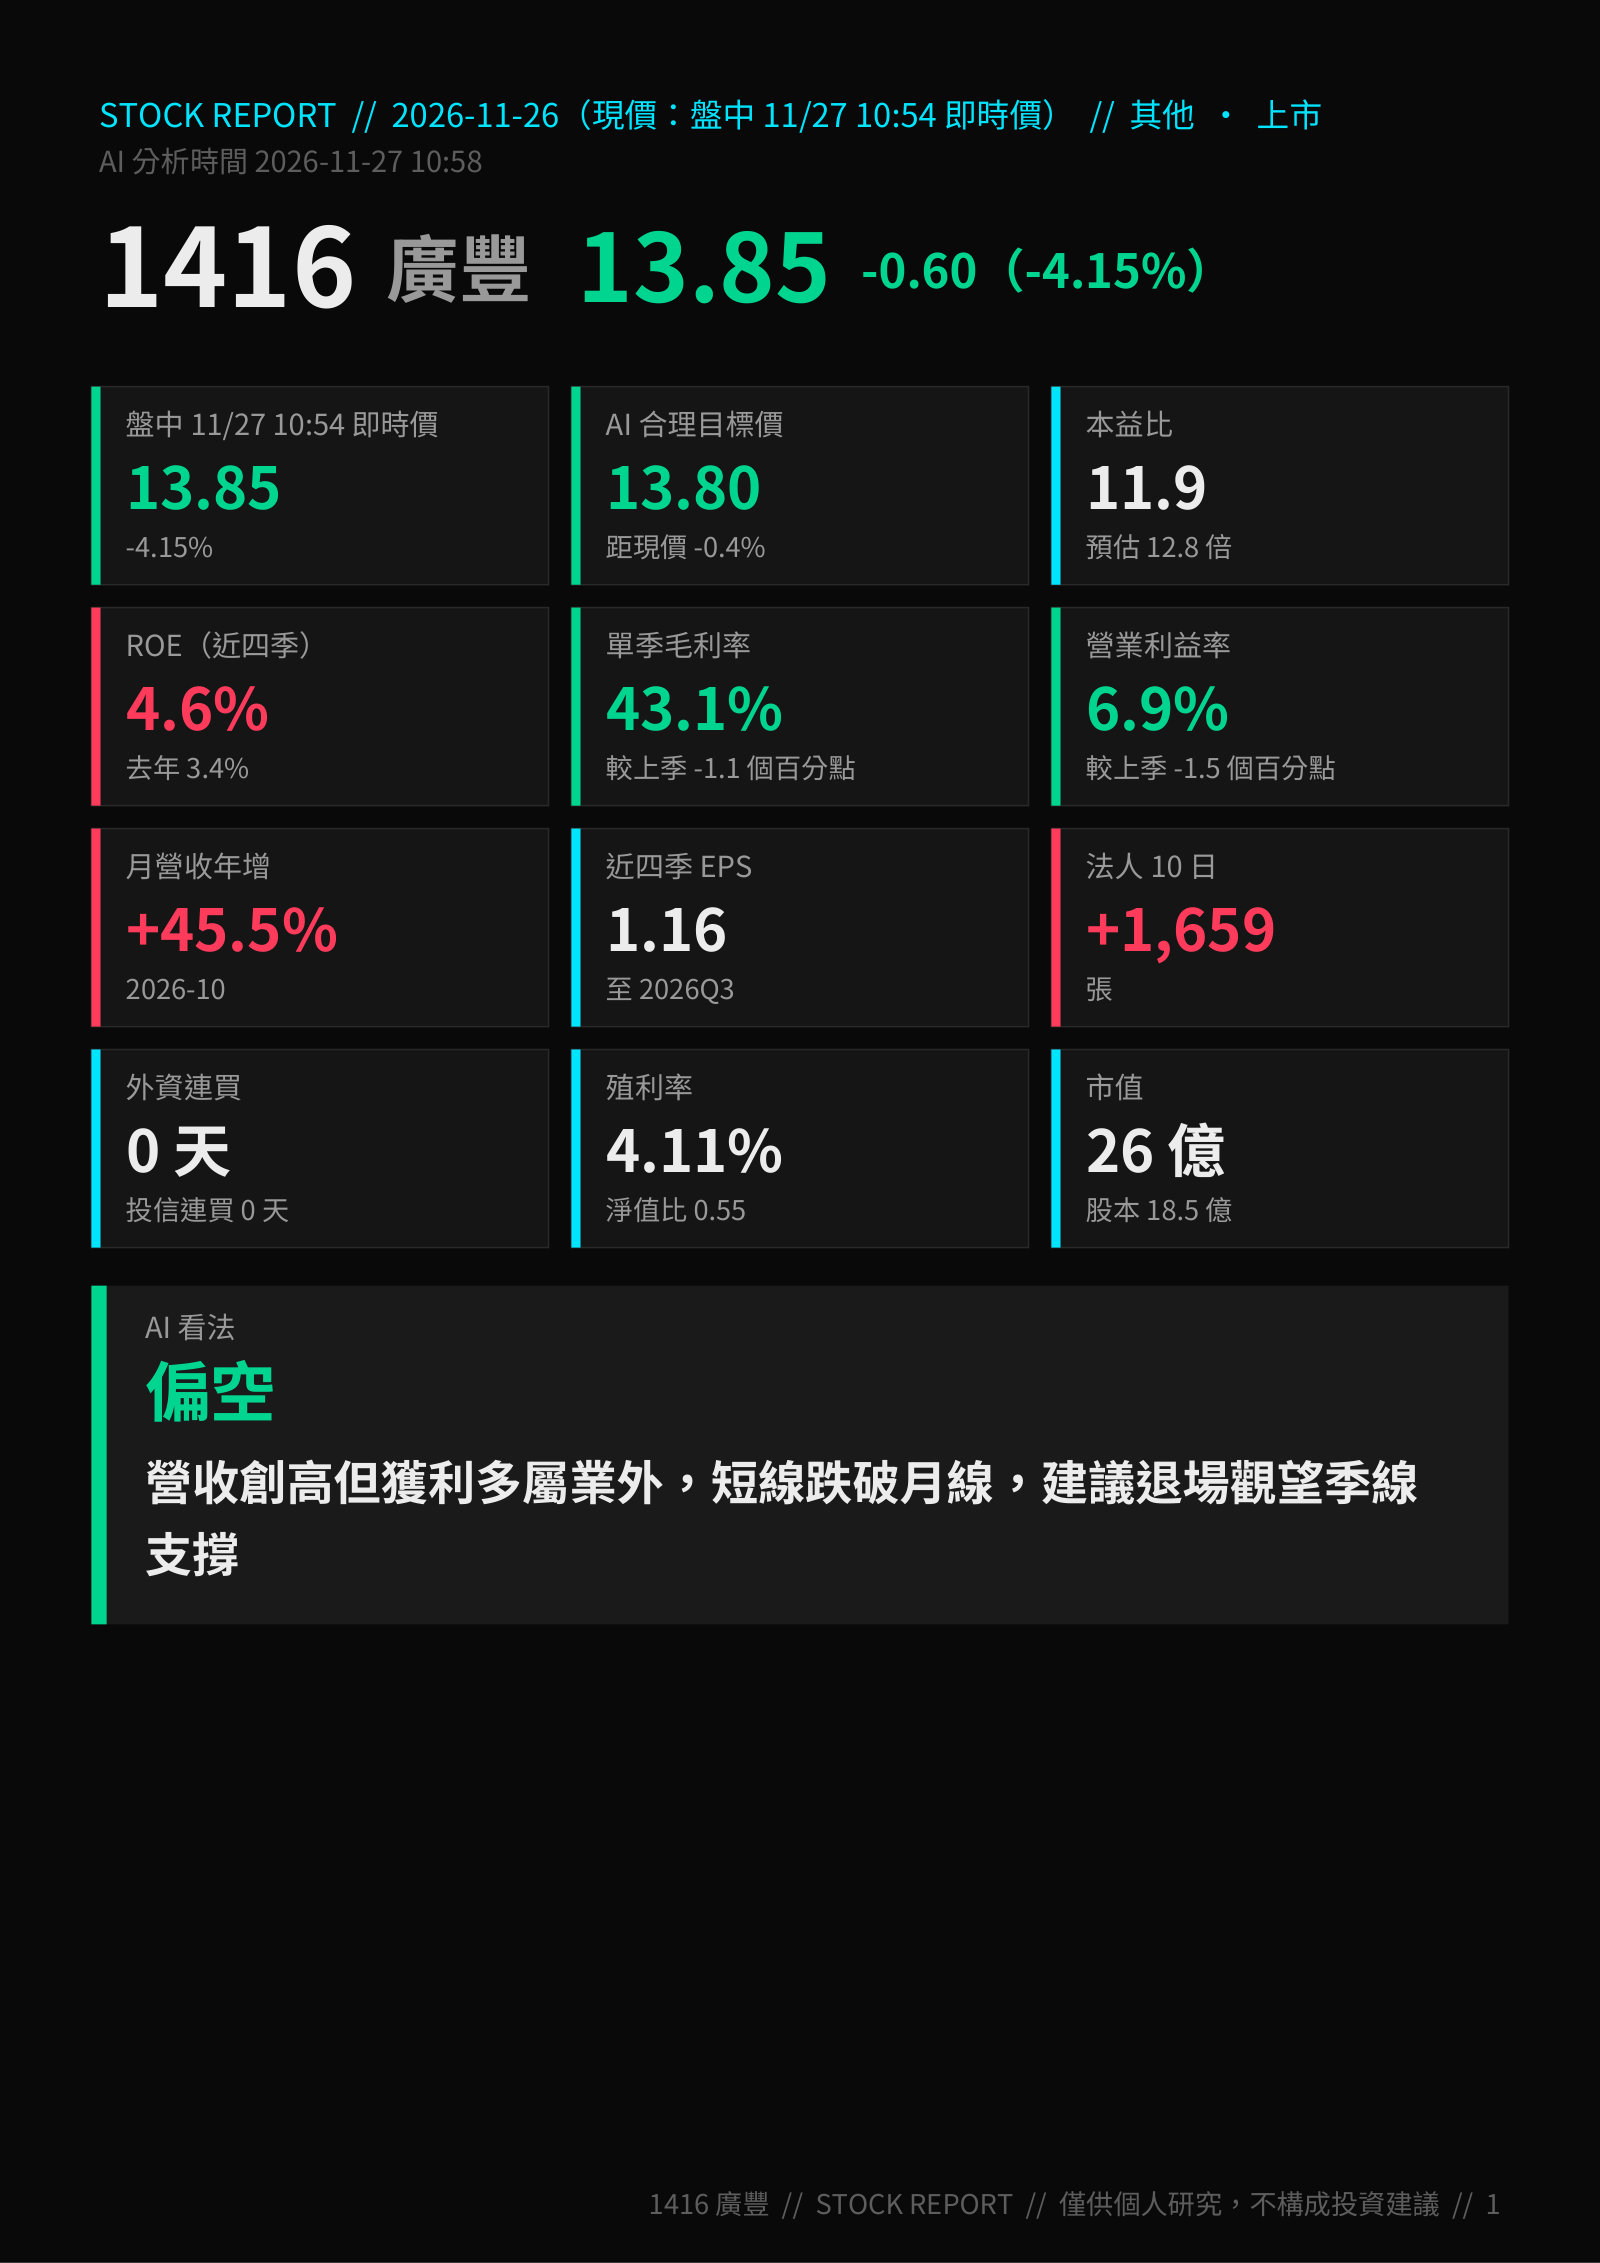 STOCK REPORT // 2026-11-26（現價：盤中 11/27 10:54 即時價） // 其他 · 上市
AI 分析時間 2026-11-27 10:58
1416 廣豐 13.85 -0.60（-4.15%）
盤中 11/27 10:54 即時價
13.85
-4.15%
AI 合理目標價
13.80
距現價 -0.4%
本益比
11.9
預估 12.8 倍
ROE（近四季）
4.6%
去年 3.4%
單季毛利率
43.1%
較上季 -1.1 個百分點
營業利益率
6.9%
較上季 -1.5 個百分點
月營收年增
+45.5%
2026-10
近四季 EPS
1.16
至 2026Q3
法人 10 日
+1,659
張
外資連買
0 天
投信連買 0 天
殖利率
4.11%
淨值比 0.55
市值
26 億
股本 18.5 億
AI 看法
偏空
營收創高但獲利多屬業外，短線跌破月線，建議退場觀望季線
支撐
1416 廣豐 // STOCK REPORT // 僅供個人研究，不構成投資建議 // 1